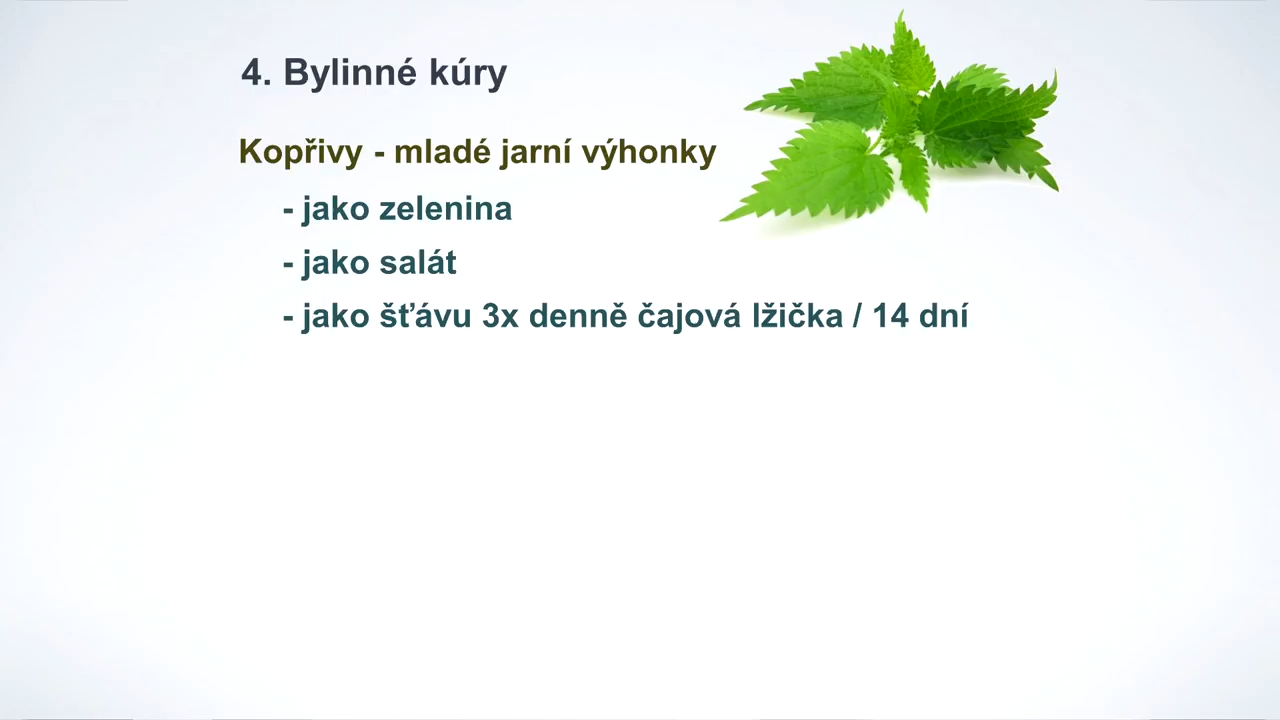 4. Bylinné kúry
Kopřivy - mladé jarní výhonky
- jako zelenina
- jako salát
- jako šťávu 3x denně čajová lžička / 14 dní